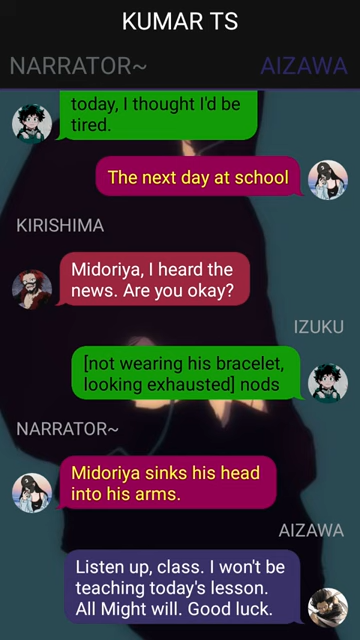 KUMAR TS
NARRATOR~
AIZAWA
today, I thought I'd be
tired.
The next day at school
KIRISHIMA
Midoriya, I heard the
news. Are you okay?
IZUKU
[not wearing his bracelet,
looking exhausted] nods
NARRATOR~
Midoriya sinks his head
into his arms.
AIZAWA
Listen up, class. I won't be
teaching today's lesson.
All Might will. Good luck.